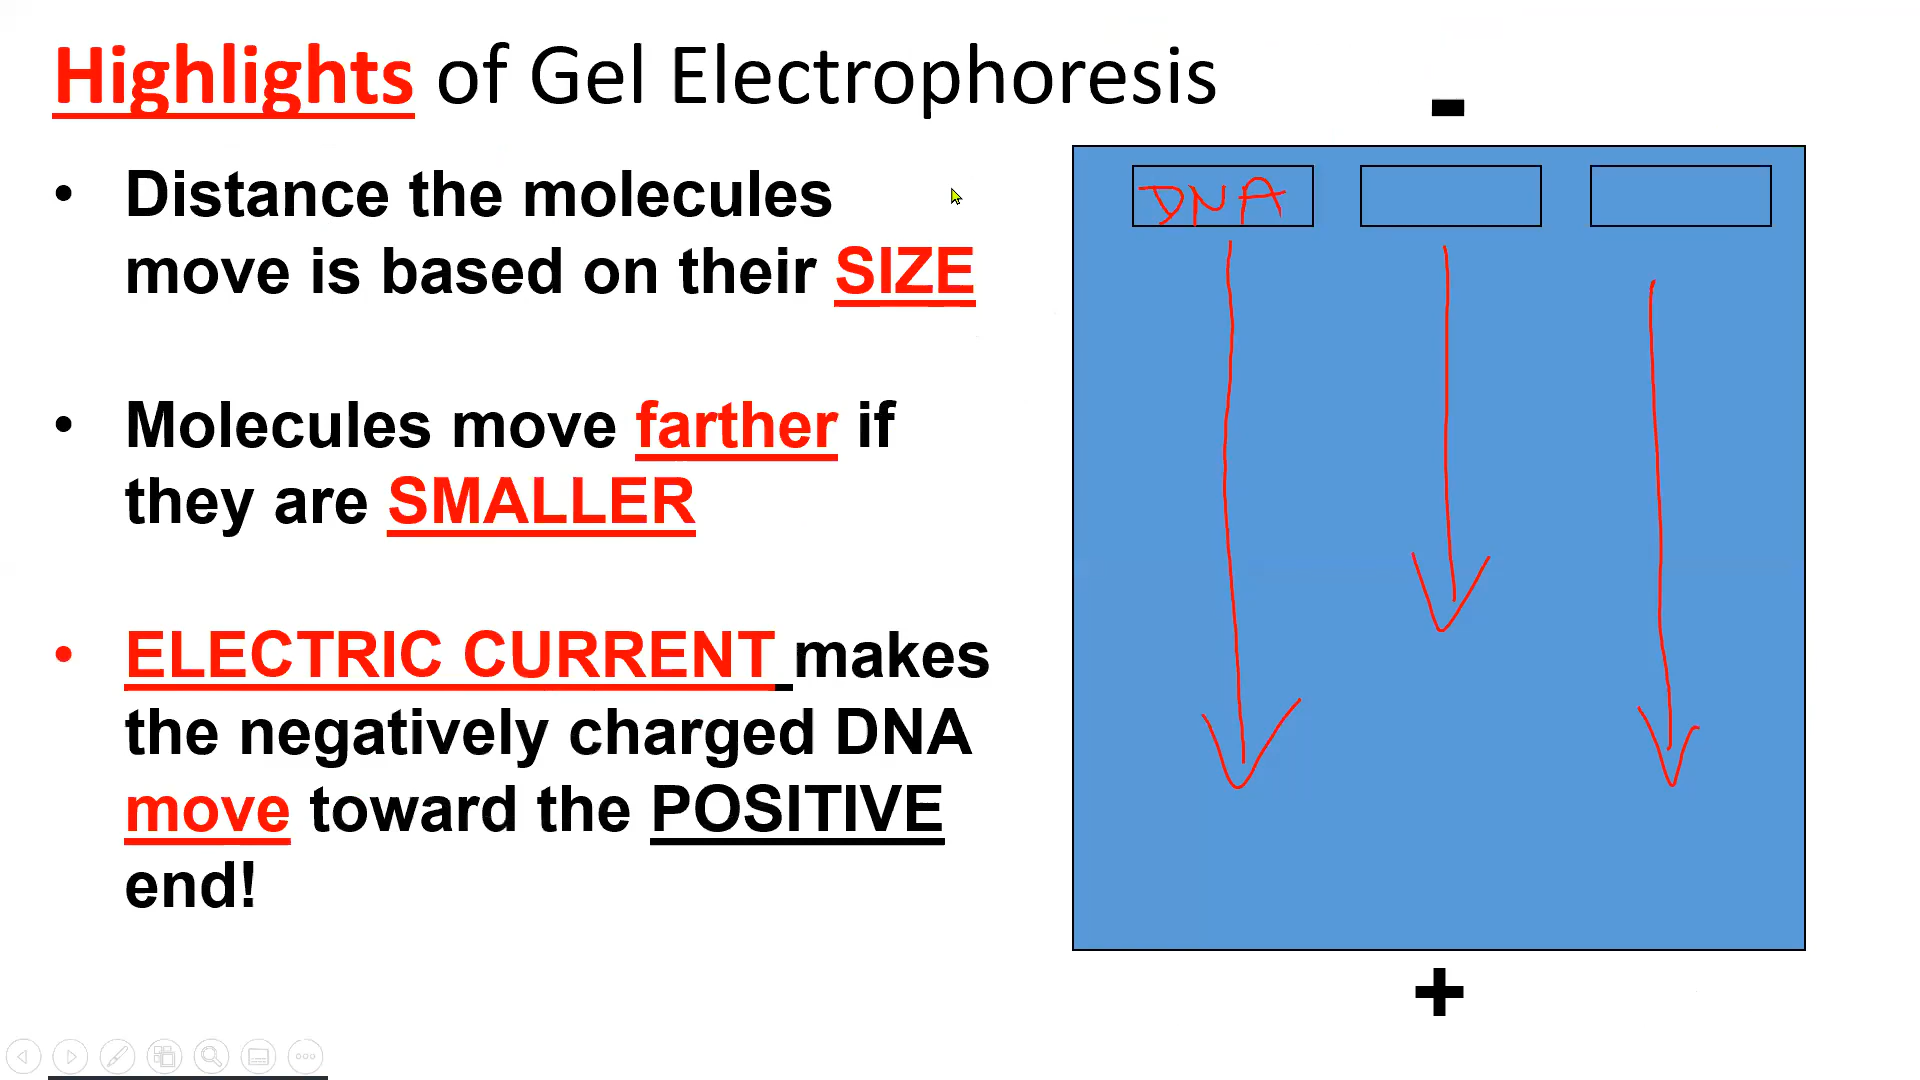 Highlights of Gel Electrophoresis
-
• Distance the molecules
move is based on their SIZE
• Molecules move farther if
they are SMALLER
• ELECTRIC CURRENT makes
the negatively charged DNA
move toward the POSITIVE
end!
DNA
+